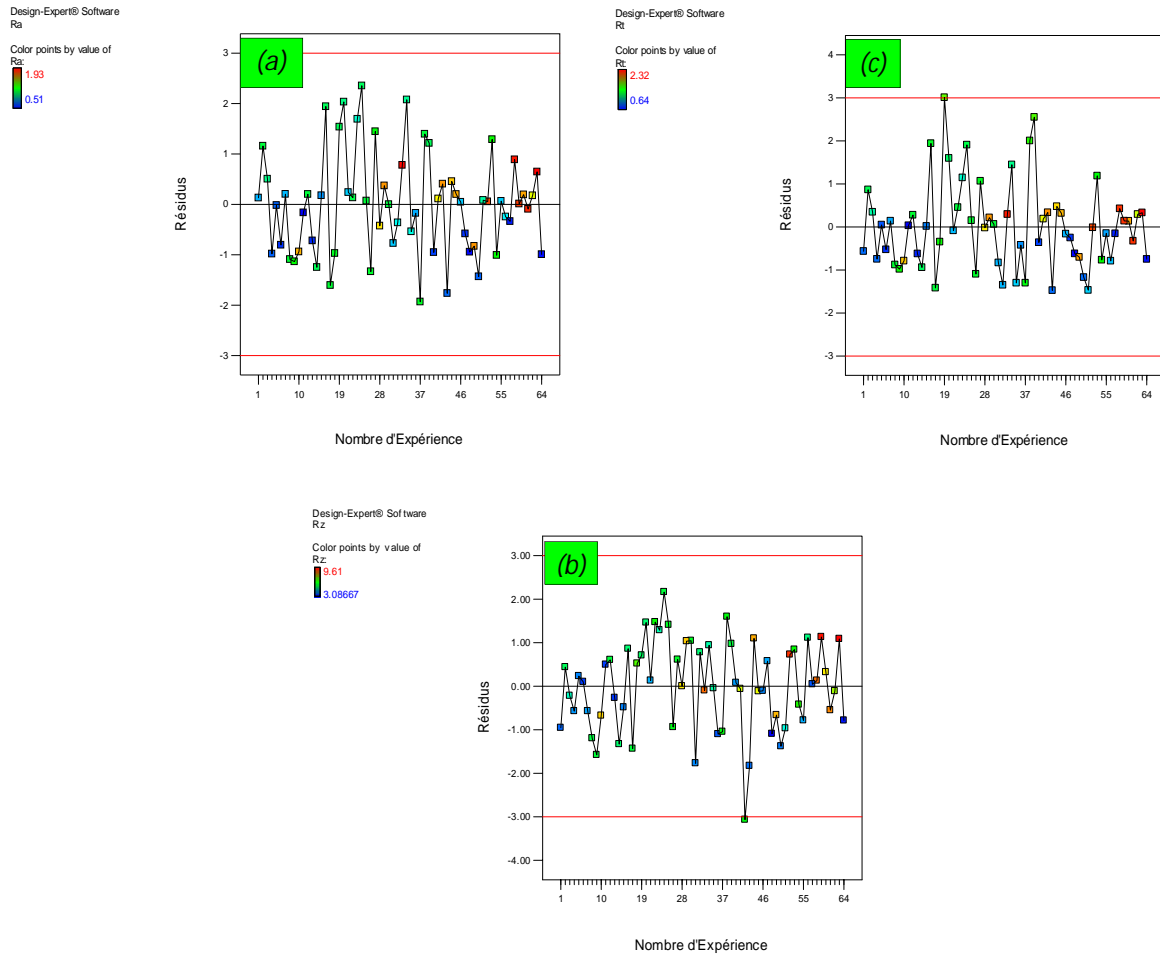 Design-Expert® Software
Ra
Color points by value of
Ra:
1.93
0.51
(a)
3
2
1
0
-1
-2
-3
Résidus
1 10 19 28 37 46 55 64
Nombre d'Expérience
Design-Expert® Software
Rt
Color points by value of
Rt:
2.32
0.64
(c)
4
3
2
1
0
-1
-2
-3
Résidus
1 10 19 28 37 46 55 64
Nombre d'Expérience
Design-Expert® Software
Rz
Color points by value of
Rz:
9.61
3.08667
(b)
3.00
2.00
1.00
0.00
-1.00
-2.00
-3.00
-4.00
Résidus
1 10 19 28 37 46 55 64
Nombre d'Expérience